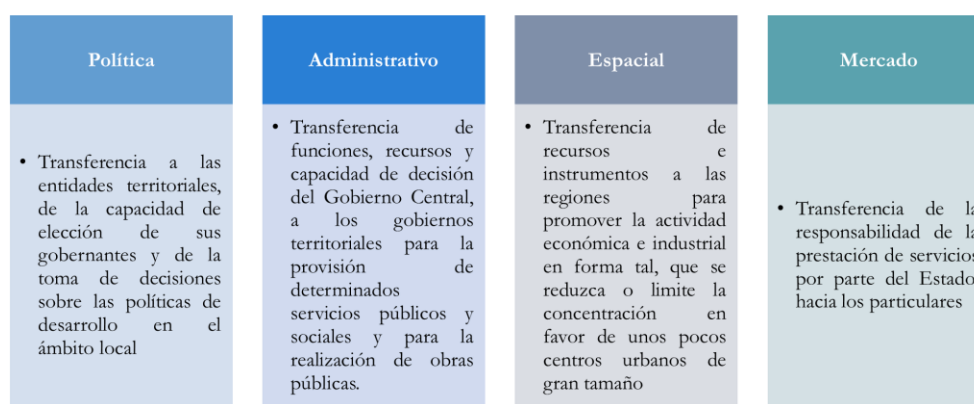 Política
• Transferencia a las
entidades territoriales,
de la capacidad de
elección de sus
gobernantes y de la
toma de decisiones
sobre las políticas de
desarrollo en el
ámbito local
Administrativo
• Transferencia de
funciones, recursos y
capacidad de decisión
del Gobierno Central,
a los gobiernos
territoriales para la
provisión de
determinados
servicios públicos y
sociales y para la
realización de obras
públicas.
Espacial
• Transferencia de
recursos e
instrumentos a las
regiones para
promover la actividad
económica e industrial
en forma tal, que se
reduzca o limite la
concentración en
favor de unos pocos
centros urbanos de
gran tamaño
Mercado
• Transferencia de la
responsabilidad de la
prestación de servicios
por parte del Estado
hacia los particulares